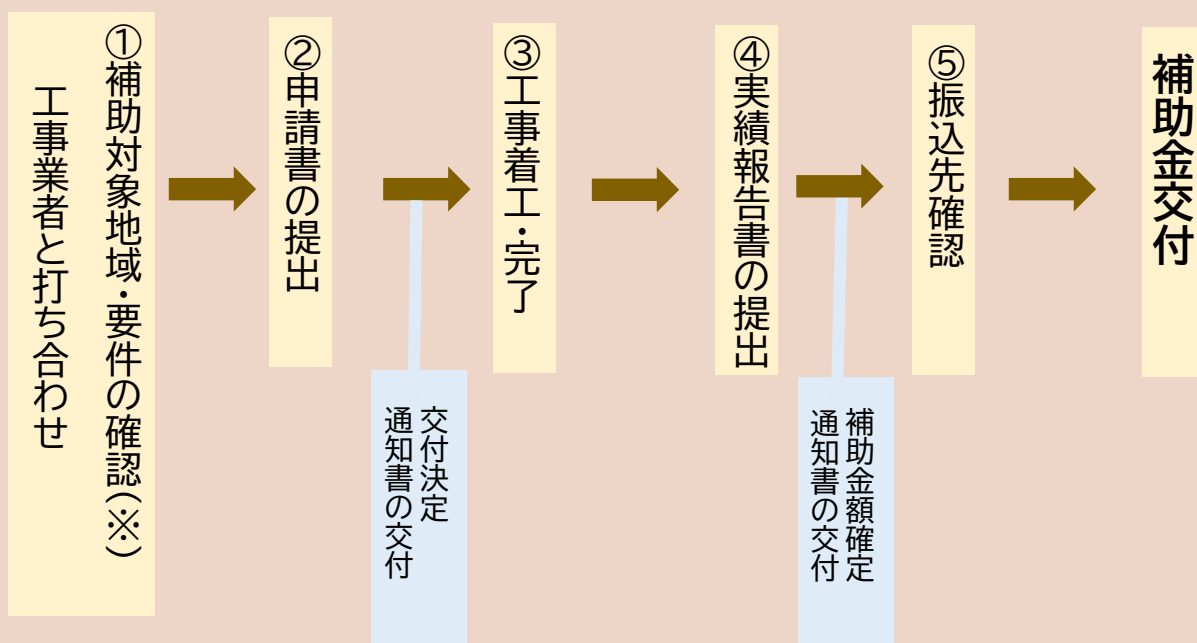 ①補助対象地域・要件の確認(※)
工事業者と打ち合わせ
②申請書の提出
交付決定
通知書の交付
③工事着工・完了
④実績報告書の提出
補助金額確定
通知書の交付
⑤振込先確認
補助金交付